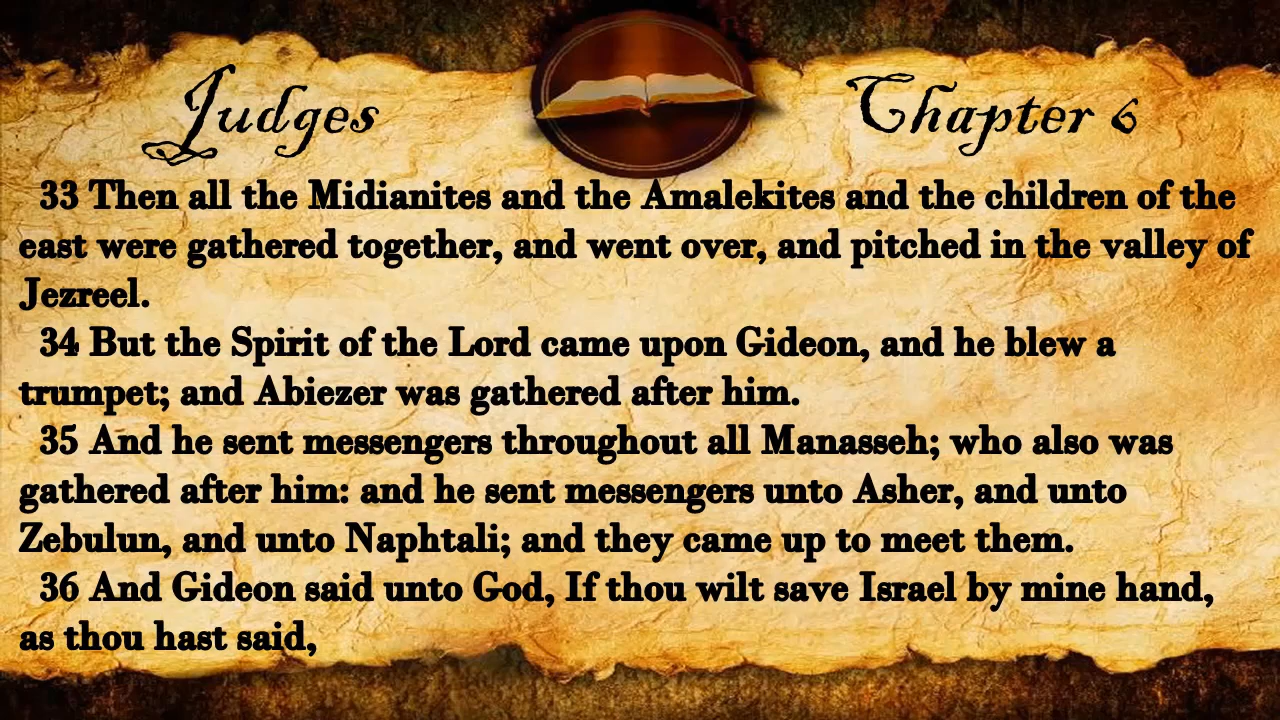 Judges
Chapter 6
33 Then all the Midianites and the Amalekites and the children of the
east were gathered together, and went over, and pitched in the valley of
Jezreel.
34 But the Spirit of the Lord came upon Gideon, and he blew a
trumpet; and Abiezer was gathered after him.
35 And he sent messengers throughout all Manasseh; who also was
gathered after him: and he sent messengers unto Asher, and unto
Zebulun, and unto Naphtali; and they came up to meet them.
36 And Gideon said unto God, If thou wilt save Israel by mine hand,
as thou hast said,